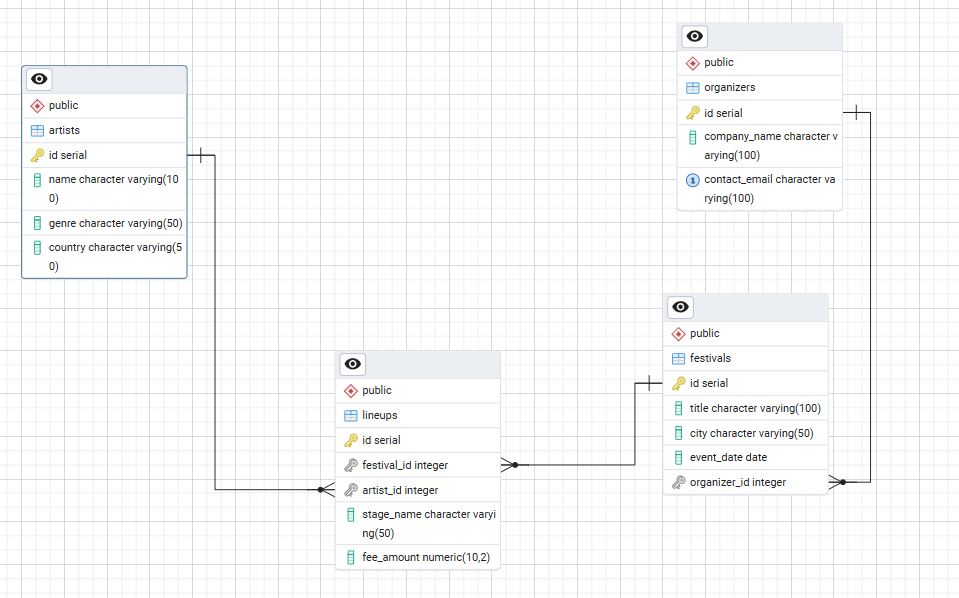 public
artists
id serial
name character varying(10
0)
genre character varying(50)
country character varying(5
0)
public
organizers
id serial
company_name character v
arying(100)
1 contact_email character va
rying(100)
public
lineups
id serial
festival_id integer
artist_id integer
stage_name character varyi
ng(50)
fee_amount numeric(10,2)
public
festivals
id serial
title character varying(100)
city character varying(50)
event_date date
organizer_id integer